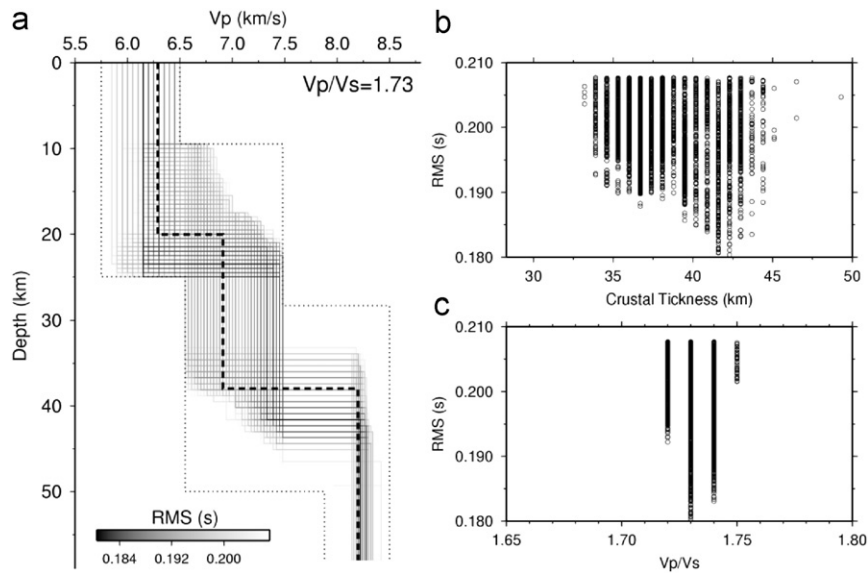 a
Vp (km/s)
5.5 6.0 6.5 7.0 7.5 8.0 8.5
Vp/Vs=1.73
0
10
20
30
40
50
Depth (km)
RMS (s)
0.184 0.192 0.200
b
0.210
0.200
0.190
0.180
RMS (s)
30 35 40 45 50
Crustal Tickness (km)
c
0.210
0.200
0.190
0.180
RMS (s)
1.65 1.70 1.75 1.80
Vp/Vs